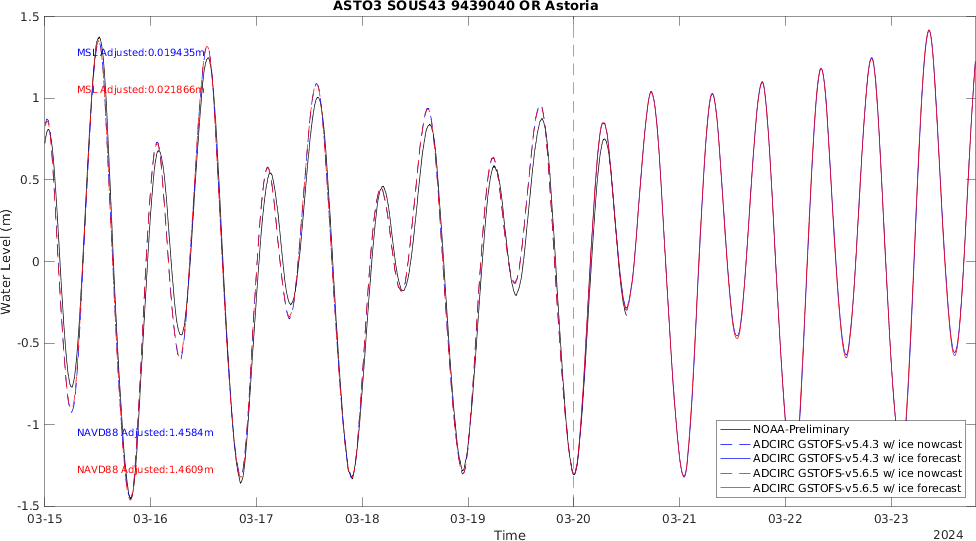 ASTO3 SOUS43 9439040 OR Astoria
1.5
1
0.5
0
-0.5
-1
-1.5
Water Level (m)
MSL Adjusted:0.019435m
MSL Adjusted:0.021866m
NAVD88 Adjusted:1.4584m
NAVD88 Adjusted:1.4609m
NOAA-Preliminary
ADCIRC GSTOFS-v5.4.3 w/ ice nowcast
ADCIRC GSTOFS-v5.4.3 w/ ice forecast
ADCIRC GSTOFS-v5.6.5 w/ ice nowcast
ADCIRC GSTOFS-v5.6.5 w/ ice forecast
03-15 03-16 03-17 03-18 03-19 03-20 03-21 03-22 03-23
Time
2024